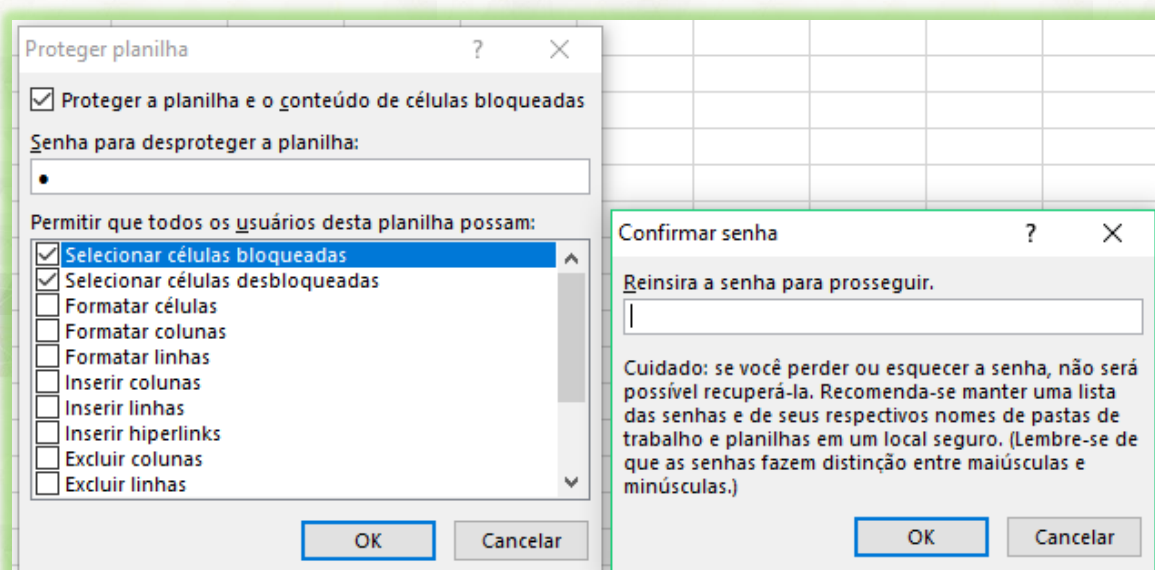 Proteger planilha
Proteger a planilha e o conteúdo de células bloqueadas
Senha para desproteger a planilha:
Permitir que todos os usuários desta planilha possam:
Selecionar células bloqueadas
Selecionar células desbloqueadas
Formatar células
Formatar colunas
Formatar linhas
Inserir colunas
Inserir linhas
Inserir hiperlinks
Excluir colunas
Excluir linhas
OK
Cancelar
Confirmar senha
Reinsira a senha para prosseguir.
Cuidado: se você perder ou esquecer a senha, não será
possível recuperá-la. Recomenda-se manter uma lista
das senhas e de seus respectivos nomes de pastas de
trabalho e planilhas em um local seguro. (Lembre-se de
que as senhas fazem distinção entre maiúsculas e
minúsculas.)
OK
Cancelar